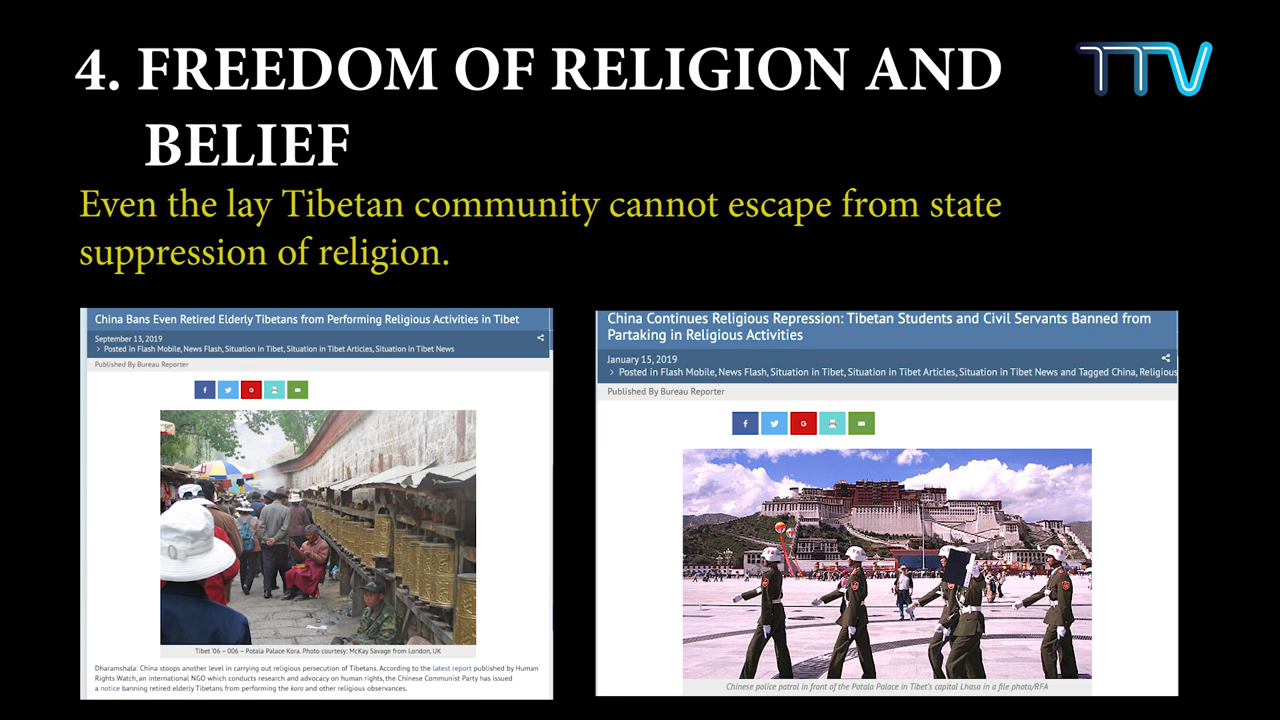 4. FREEDOM OF RELIGION AND
BELIEF
TTV
Even the lay Tibetan community cannot escape from state
suppression of religion.
China Bans Even Retired Elderly Tibetans from Performing Religious Activities in Tibet
September 13, 2019
> Posted in Flash Mobile, News Flash, Situation in Tibet, Situation in Tibet Articles, Situation in Tibet News
Published By Bureau Reporter
Tibet '06 – 006 – Potala Palace Kora. Photo courtesy: McKay Savage from London, UK
Dharamshala: China stoops another level in carrying out religious persecution of Tibetans. According to the latest report published by Human
Rights Watch, an international NGO which conducts research and advocacy on human rights, the Chinese Communist Party has issued
a notice banning retired elderly Tibetans from performing the kora and other religious observances.
China Continues Religious Repression: Tibetan Students and Civil Servants Banned from
Partaking in Religious Activities
January 15, 2019
> Posted in Flash Mobile, News Flash, Situation in Tibet, Situation in Tibet Articles, Situation in Tibet News and Tagged China, Religious
Published By Bureau Reporter
Chinese police patrol in front of the Potala Palace in Tibet's capital Lhasa in a file photo/RFA